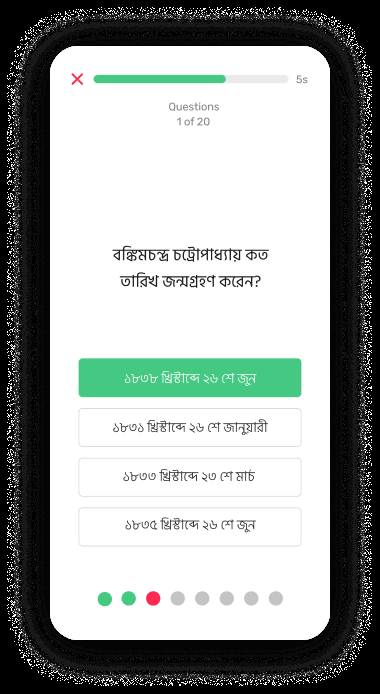 5s
Questions
1 of 20
বঙ্কিমচন্দ্র চট্রোপাধ্যায় কত
তারিখ জন্মগ্রহণ করেন?
১৮৩৮ খ্রিস্টাব্দে ২৬ শে জুন
১৮৩১ খ্রিস্টাব্দে ২৬ শে জানুয়ারী
১৮৩৩ খ্রিস্টাব্দে ২৩ শে মার্চ
১৮৩৫ খ্রিস্টাব্দে ২৬ শে জুন